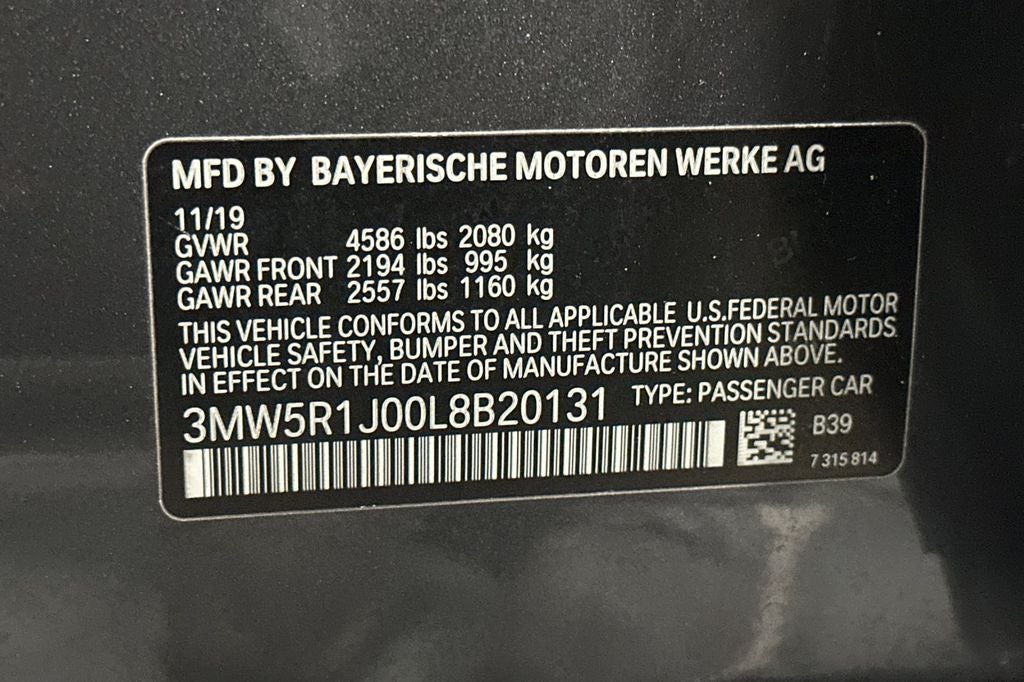 MFD BY BAYERISCHE MOTOREN WERKE AG
11/19
GVWR 4586 lbs 2080 kg
GAWR FRONT 2194 lbs 995 kg
GAWR REAR 2557 lbs 1160 kg
THIS VEHICLE CONFORMS TO ALL APPLICABLE U.S.FEDERAL MOTOR
VEHICLE SAFETY, BUMPER AND THEFT PREVENTION STANDARDS
IN EFFECT ON THE DATE OF MANUFACTURE SHOWN ABOVE.
3MW5R1J00L8B20131 TYPE: PASSENGER CAR
B39
7 315 814